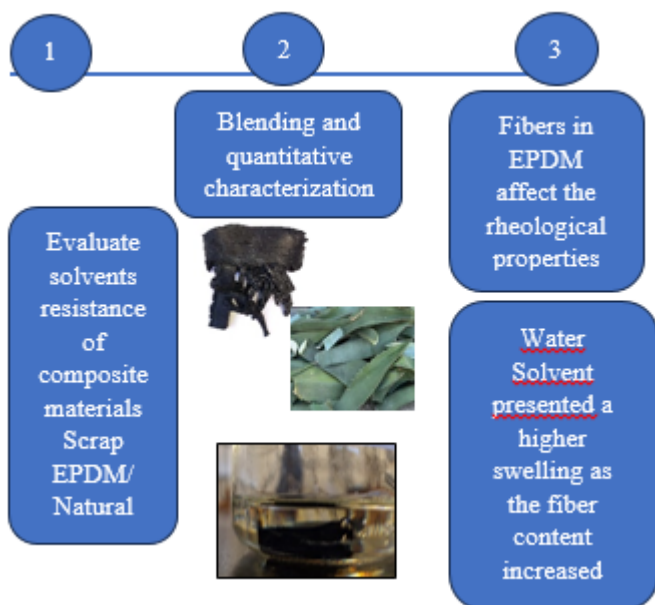 1
2
3
Blending and
quantitative
characterization
Fibers in
EPDM
affect the
rheological
properties
Evaluate
solvents
resistance
of
composite
materials
Scrap
EPDM/
Natural
Water
Solvent
presented a
higher
swelling as
the fiber
content
increased